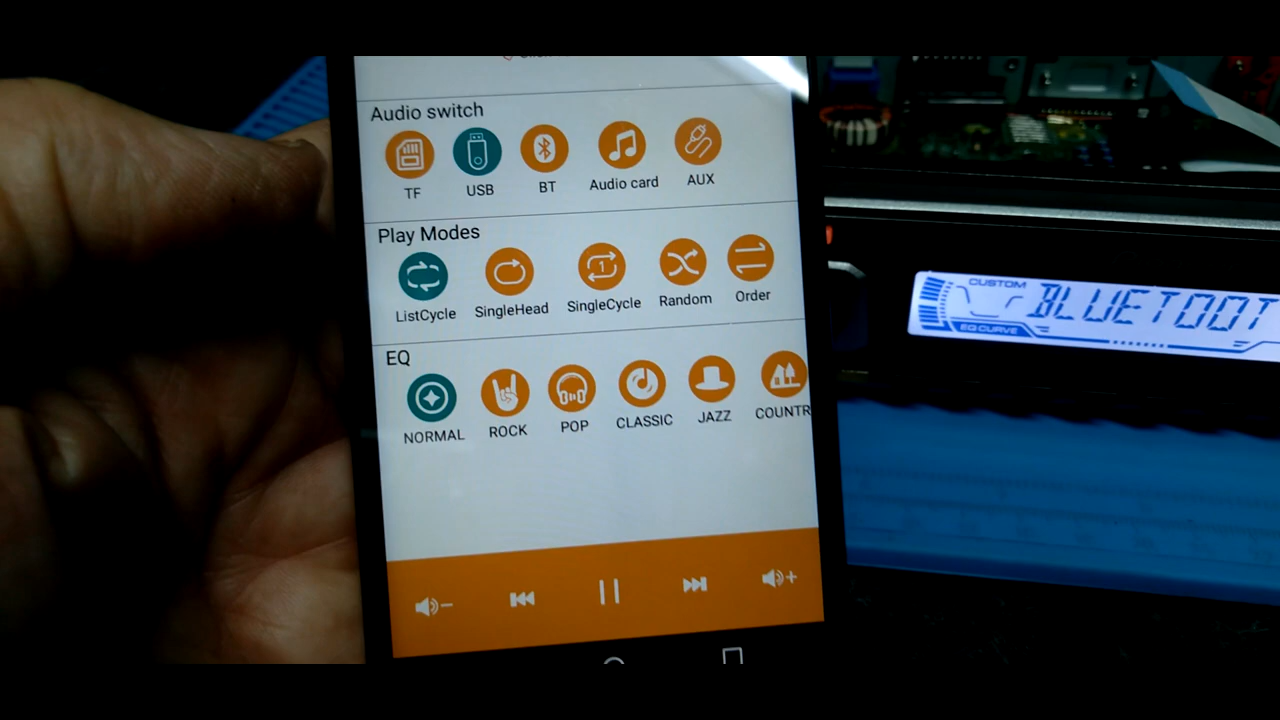 Audio switch
TF USB BT Audio card AUX
Play Modes
ListCycle SingleHead SingleCycle Random Order
1
EQ
NORMAL ROCK POP CLASSIC JAZZ COUNTR
CUSTOM
BLUETOOT
EQ CURVE